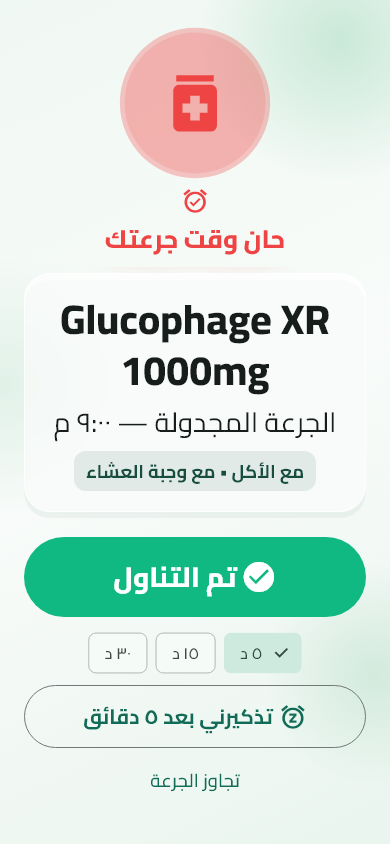 حان وقت جرعتك
Glucophage XR
1000mg
الجرعة المجدولة — ٩:٠٠ م
مع الأكل • مع وجبة العشاء
تم التناول
٥ د
١٥ د
٣٠ د
تذكيرني بعد ٥ دقائق
تجاوز الجرعة